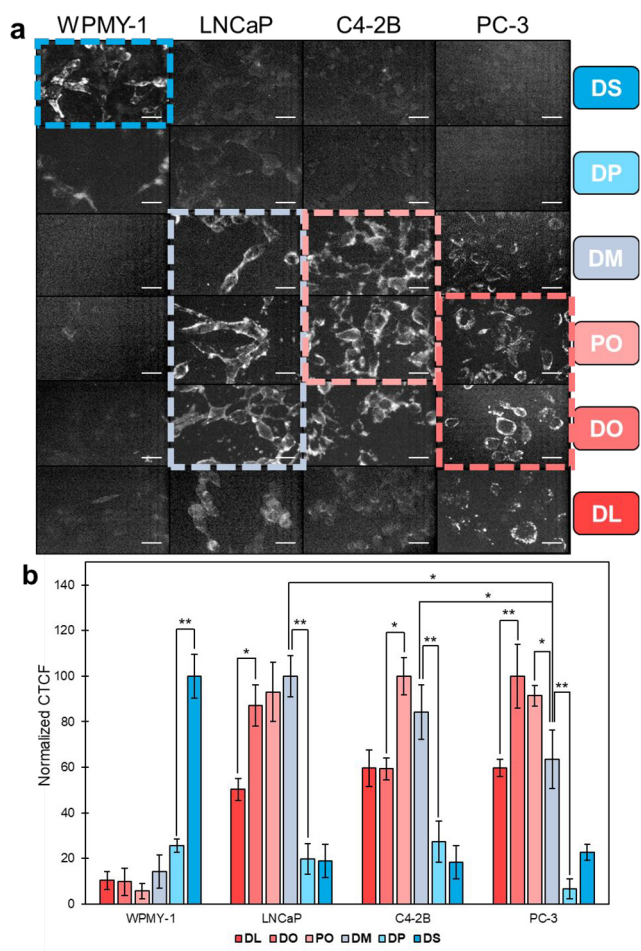 a
WPMY-1 LNCaP C4-2B PC-3
DS
DP
DM
PO
DO
DL
b
Normalized CTCF
140
120
100
80
60
40
20
0
** * ** * ** ** * ** * *
WPMY-1 LNCaP C4-2B PC-3
DL DO PO DM DP DS